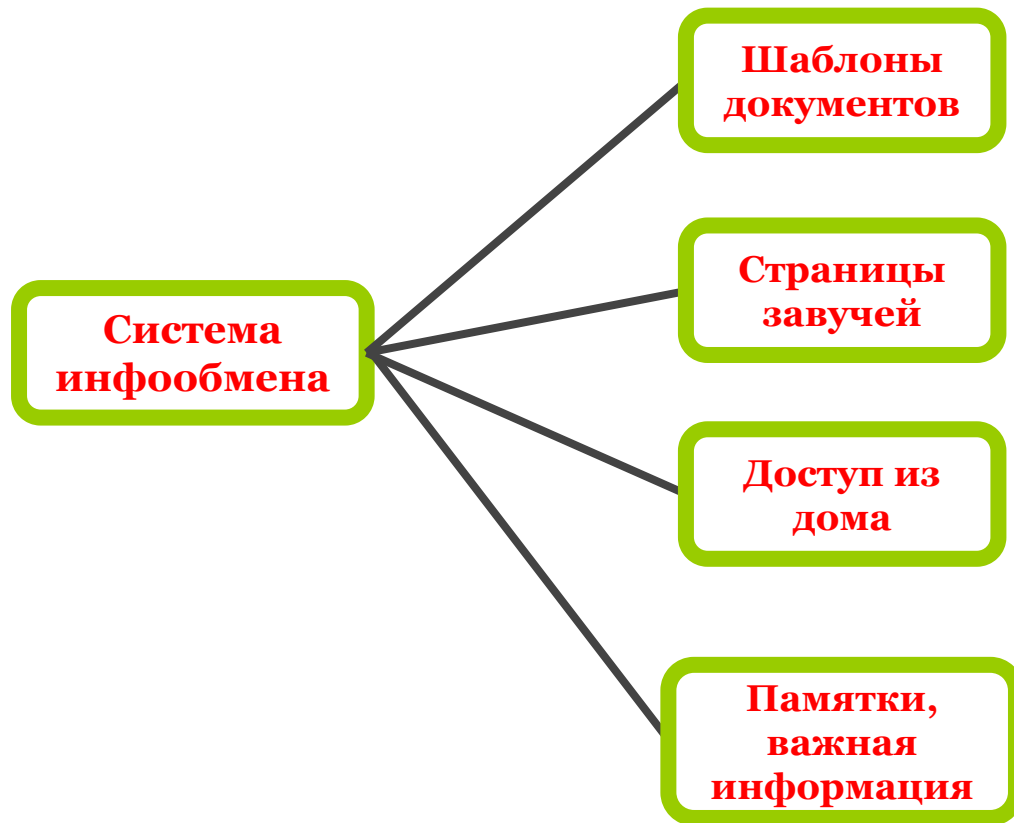 Шаблоны
документов
Страницы
завучей
Система
инфообмена
Доступ из
дома
Памятки,
важная
информация